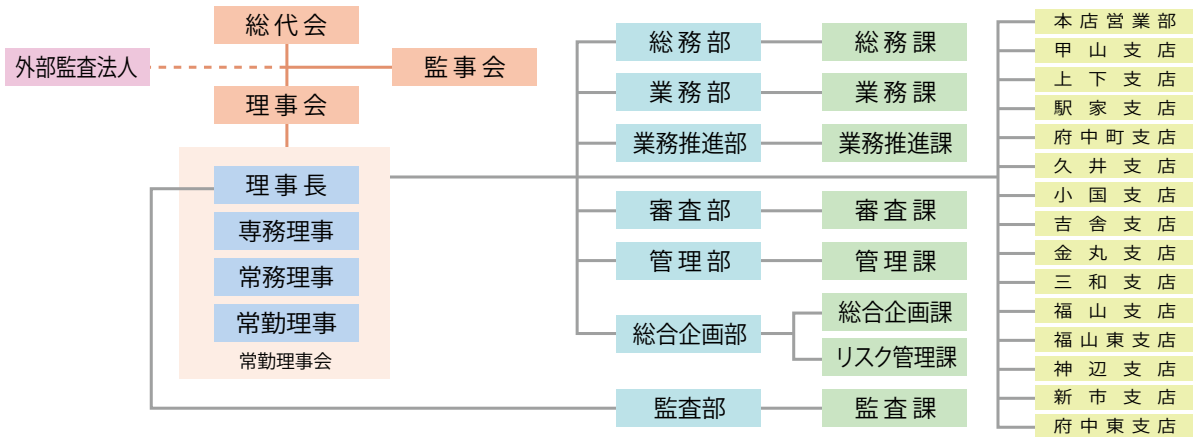 総代会
外部監査法人
監事会
理事会
理事長
専務理事
常務理事
常勤理事
常勤理事会
総務部
総務課
業務部
業務課
業務推進部
業務推進課
審査部
審査課
管理部
管理課
総合企画部
総合企画課
リスク管理課
監査部
監査課
本店営業部
甲山支店
上下支店
駅家支店
府中町支店
久井支店
小国支店
吉舎支店
金丸支店
三和支店
福山支店
福山東支店
神辺支店
新市支店
府中東支店